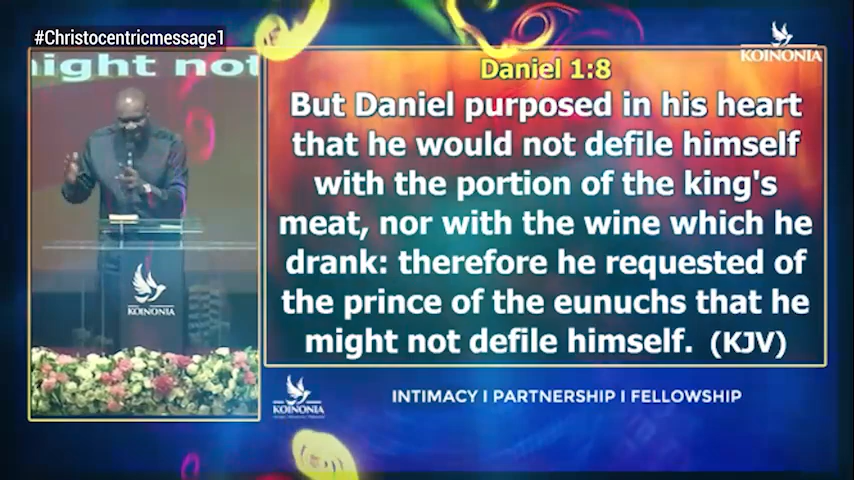 #Christocentricmessage1
ight not
KOINONIA
Daniel 1:8
But Daniel purposed in his heart
that he would not defile himself
with the portion of the king's
meat, nor with the wine which he
drank: therefore he requested of
the prince of the eunuchs that he
might not defile himself. (KJV)
KOINONIA
KOINONIA
INTIMACY I PARTNERSHIP I FELLOWSHIP